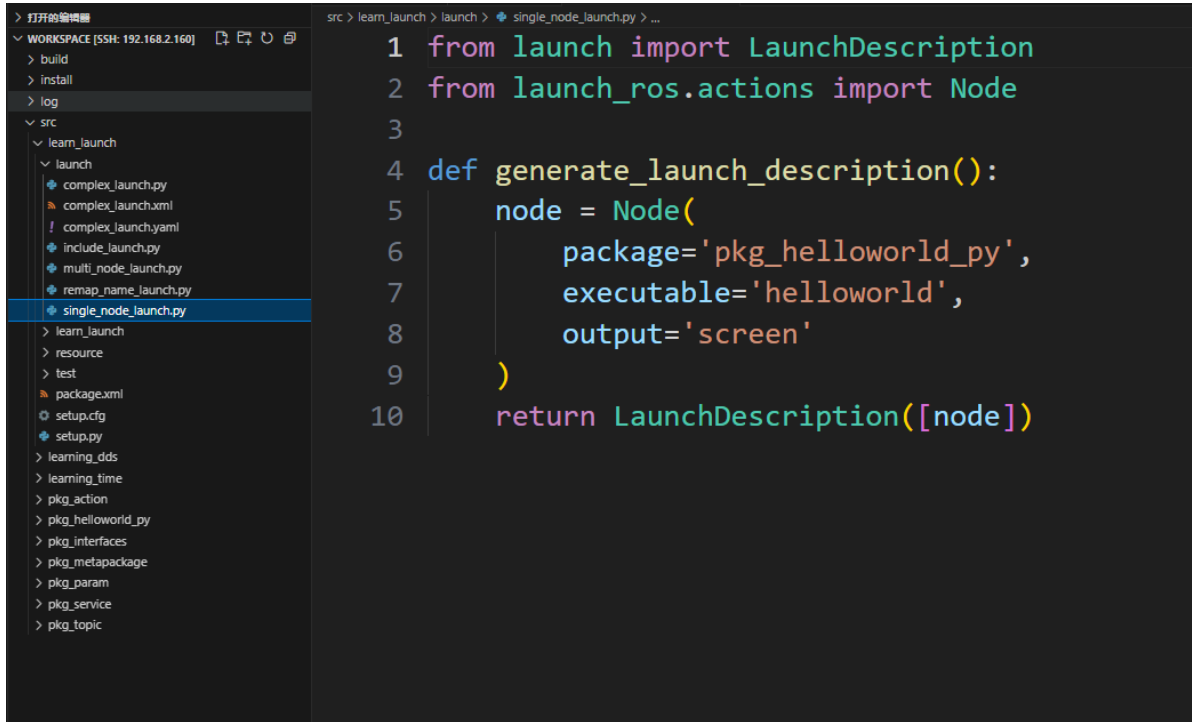 打开的编辑器
WORKSPACE [SSH: 192.168.2.160]
build
install
log
src
learn_launch
launch
complex_launch.py
complex_launch.xml
complex_launch.yaml
include_launch.py
multi_node_launch.py
remap_name_launch.py
single_node_launch.py
learn_launch
resource
test
package.xml
setup.cfg
setup.py
learning_dds
learning_time
pkg_action
pkg_helloworld_py
pkg_interfaces
pkg_metapackage
pkg_param
pkg_service
pkg_topic
src > learn_launch > launch > single_node_launch.py > ...
1 from launch import LaunchDescription
2 from launch_ros.actions import Node
3
4 def generate_launch_description():
5     node = Node(
6         package='pkg_helloworld_py',
7         executable='helloworld',
8         output='screen'
9     )
10     return LaunchDescription([node])